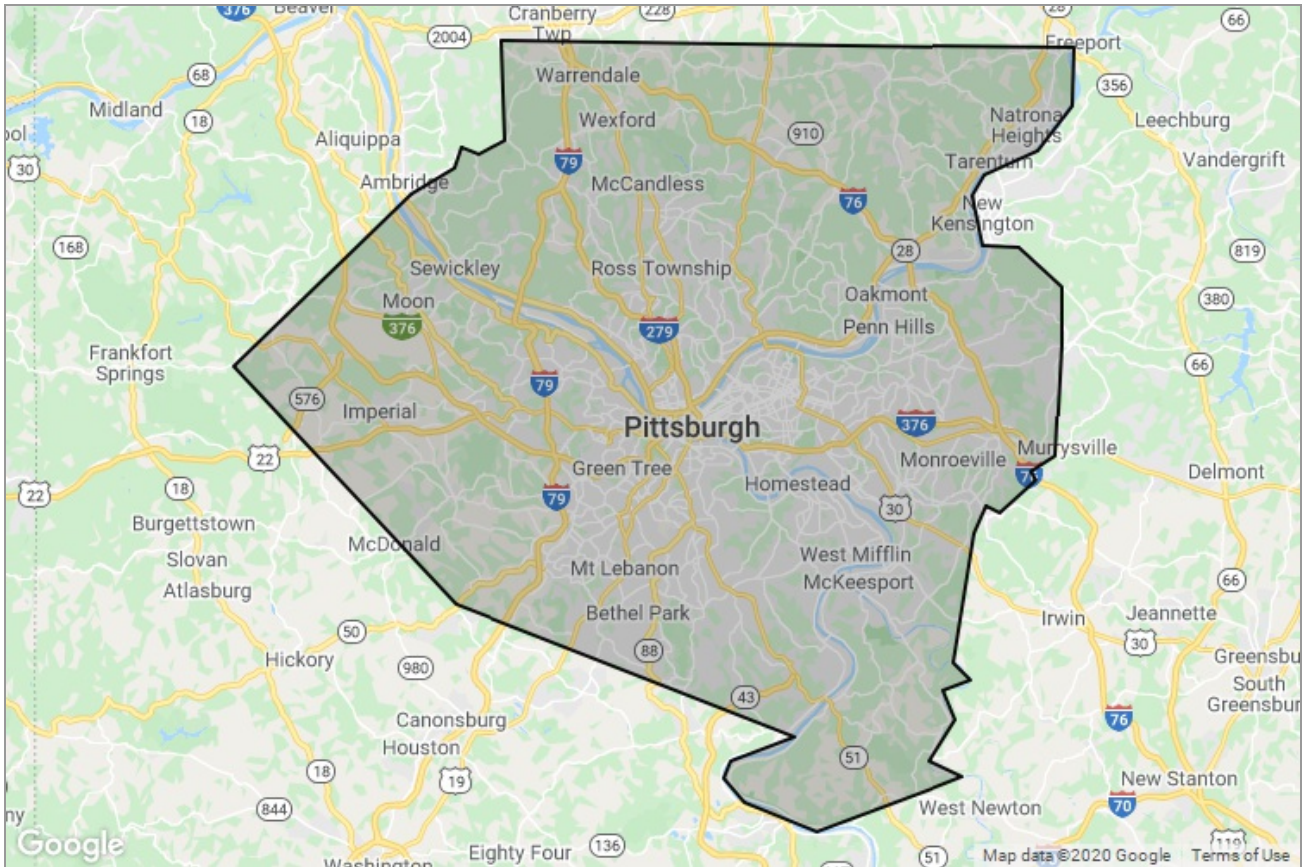 376
Beaver
Cranberry
Twp
228
28
66
2004
Freeport
68
Warrendale
356
Midland
18
Wexford
910
Natrona
Heights
Leechburg
Aliquippa
79
Tarentum
Vandergrift
30
Ambridge
McCandless
76
New
Kensington
168
28
819
Sewickley
Ross Township
Moon
376
Oakmont
380
279
Penn Hills
Frankfort
Springs
66
79
576
Imperial
Pittsburgh
376
22
Green Tree
Monroeville
Murrysville
Delmont
22
18
79
Homestead
30
Burgettstown
McDonald
West Mifflin
Slovan
Mt Lebanon
McKeesport
66
Atlasburg
Bethel Park
Irwin
Jeannette
50
30
Hickory
980
88
Greensbu
South
Greensbur
43
Canonsburg
76
Houston
51
18
19
New Stanton
844
West Newton
70
136
119
Google
Washington
Eighty Four
51
Map data ©2020 Google
Terms of Use